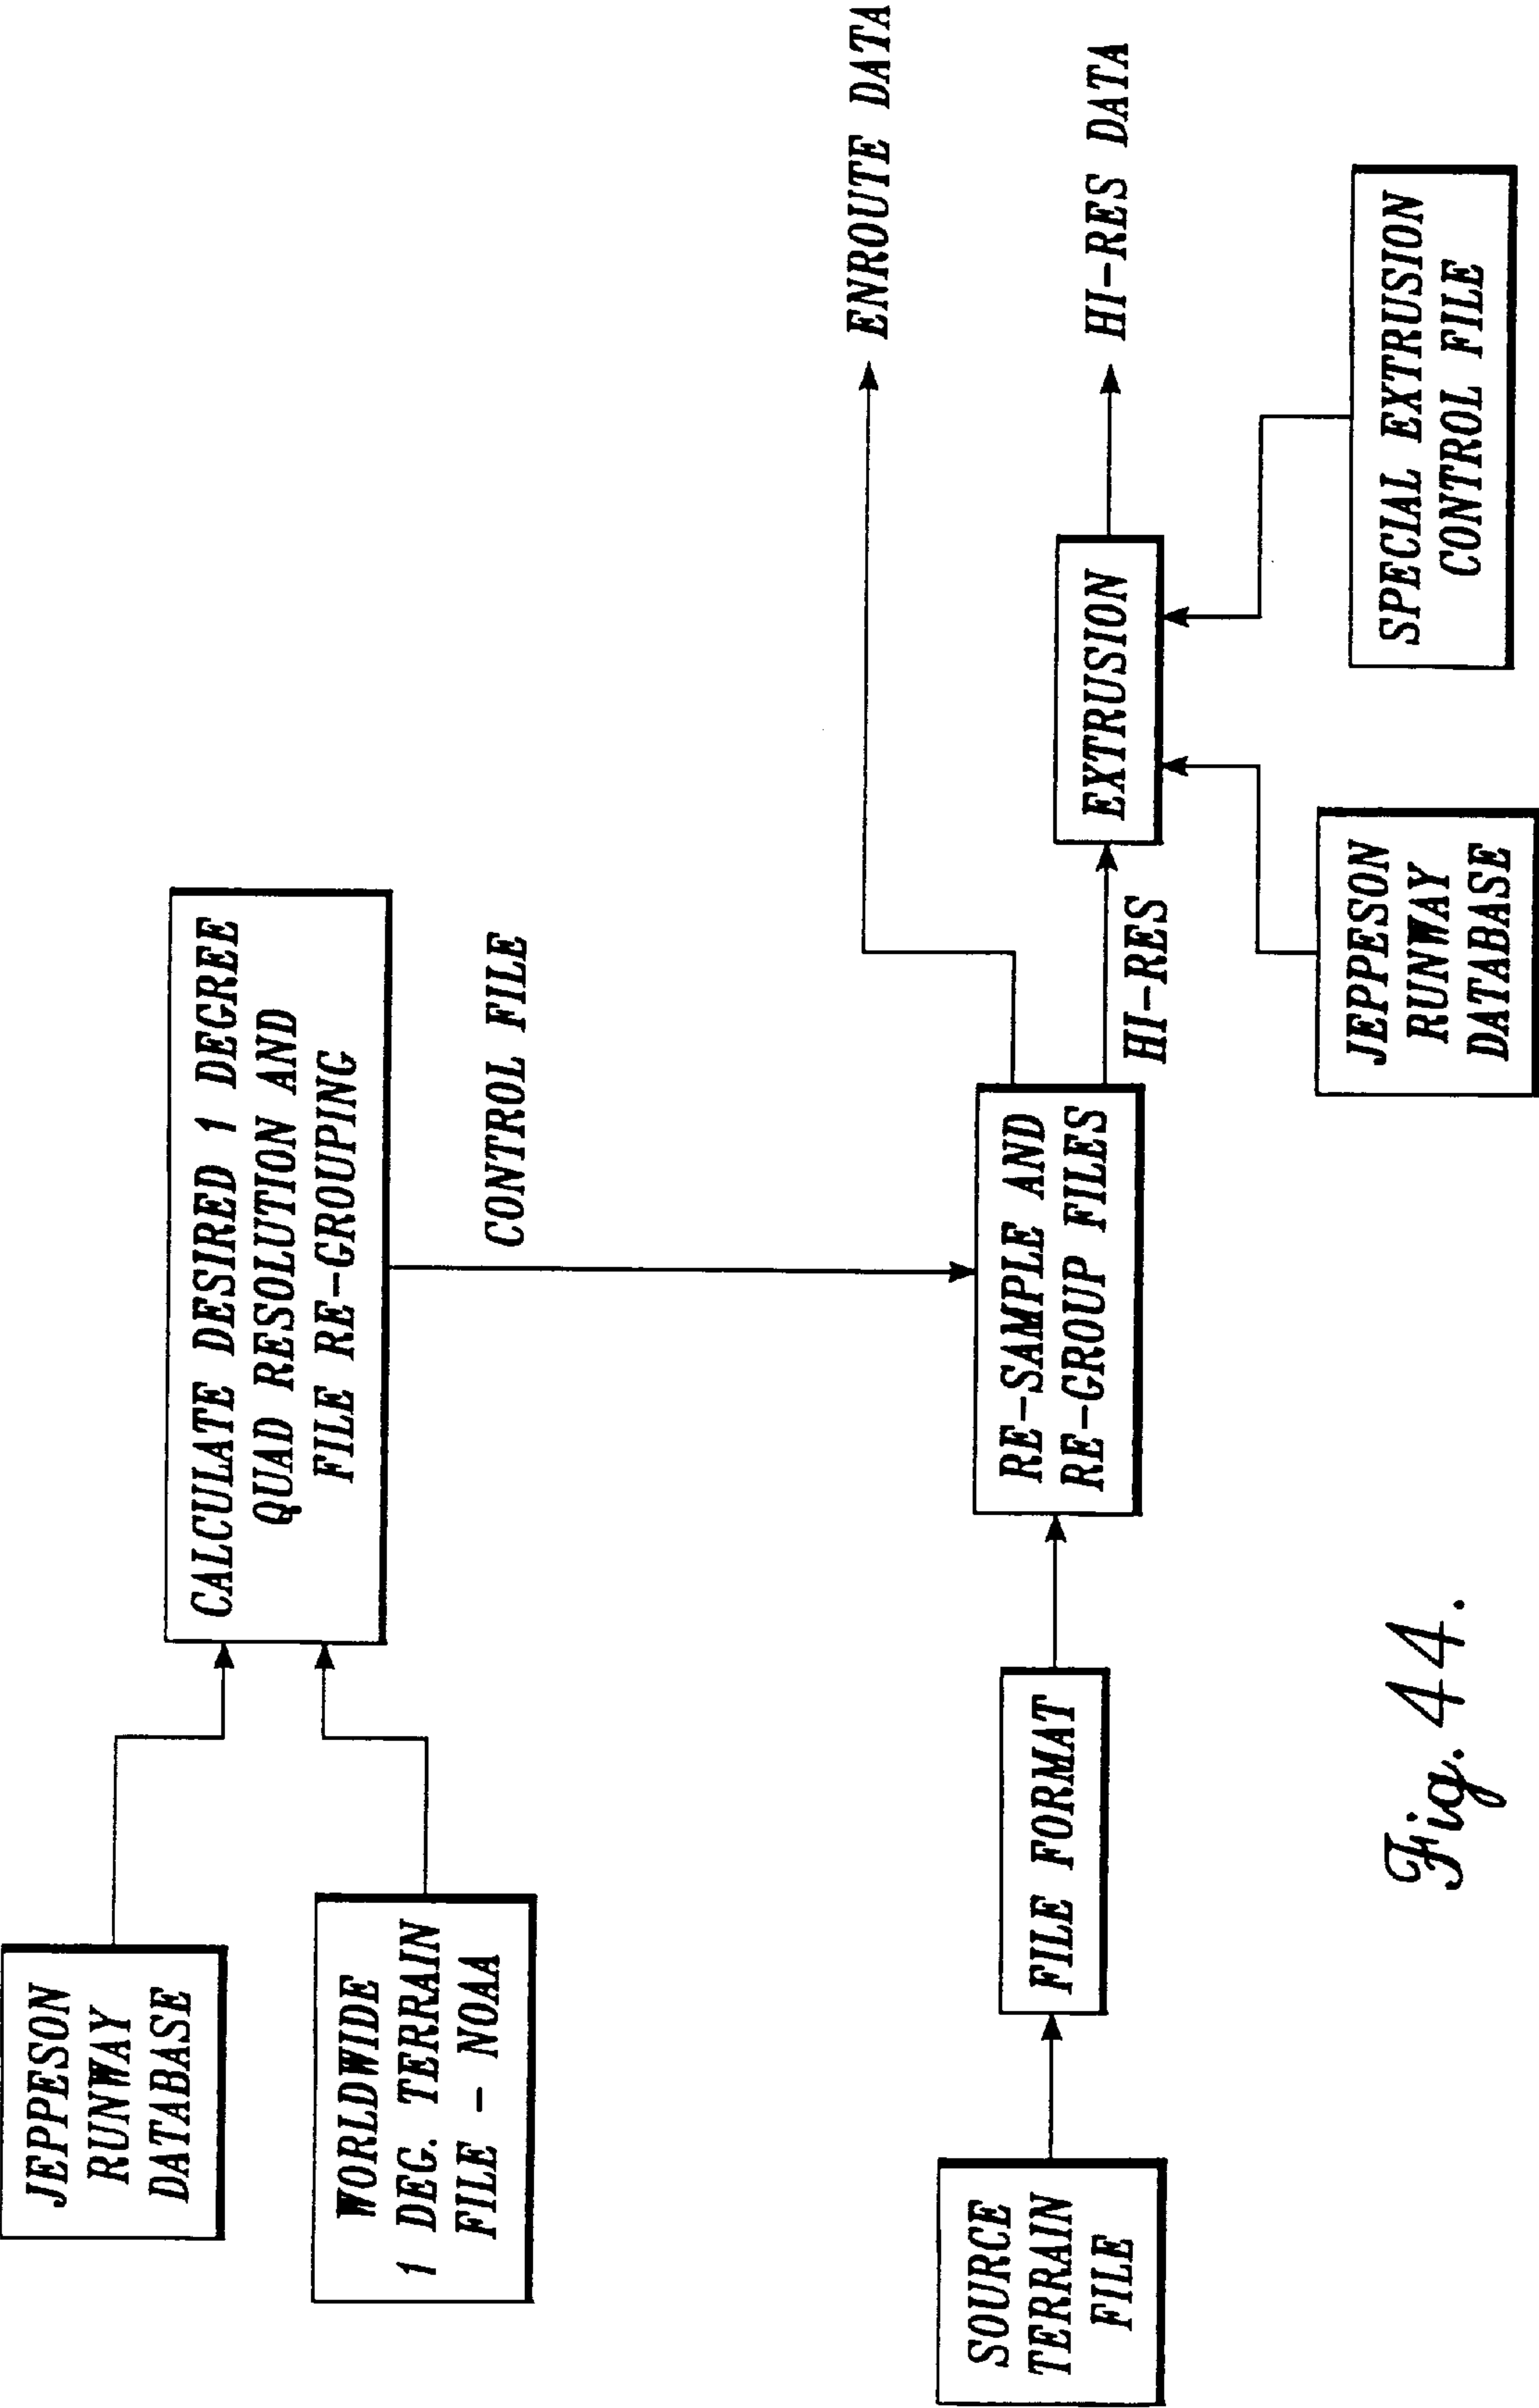 JEPPESON
RUNWAY
DATABASE
WORLDWIDE
1 DEG. TERRAIN
FILE - NOAA
CALCULATE DESIRED 1 DEGREE
QUAD RESOLUTION AND
FILE RE-GROUPING
CONTROL FILE
SOURCE
TERRAIN
FILE
FILE FORMAT
RE-SAMPLE AND
RE-GROUP FILES
ENROUTE DATA
HI-RES
EXTRUSION
HI-RES DATA
JEPPESON
RUNWAY
DATABASE
SPECIAL EXTRUSION
CONTROL FILE
Fig. 44.